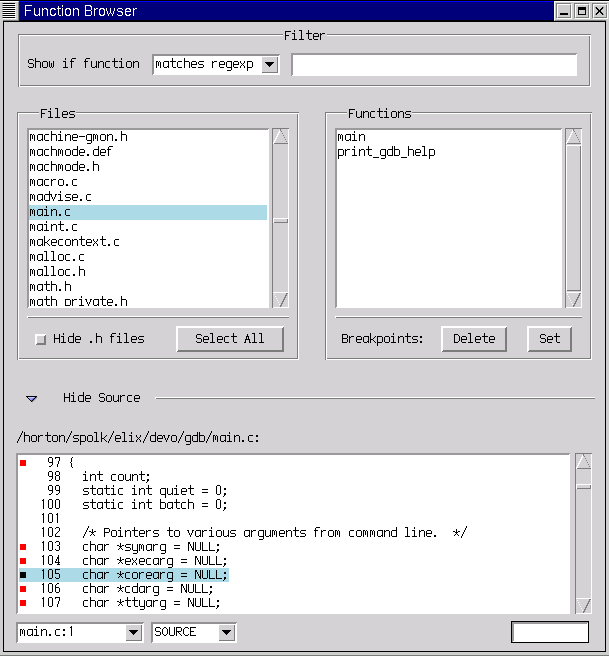 Function Browser
Filter
Show if function matches regexp
Files
machine-gmon.h
machmode.def
machmode.h
macro.c
madvise.c
main.c
maint.c
makecontext.c
malloc.c
malloc.h
math.h
math_private.h
Hide .h files Select All
Functions
main
print_gdb_help
Breakpoints: Delete Set
Hide Source
/horton/spolk/elix/devo/gdb/main.c:
97 {
98 int count;
99 static int quiet = 0;
100 static int batch = 0;
101
102 /* Pointers to various arguments from command line. */
103 char *symarg = NULL;
104 char *execarg = NULL;
105 char *corearg = NULL;
106 char *cdarg = NULL;
107 char *ttyarg = NULL;
main.c:1 SOURCE